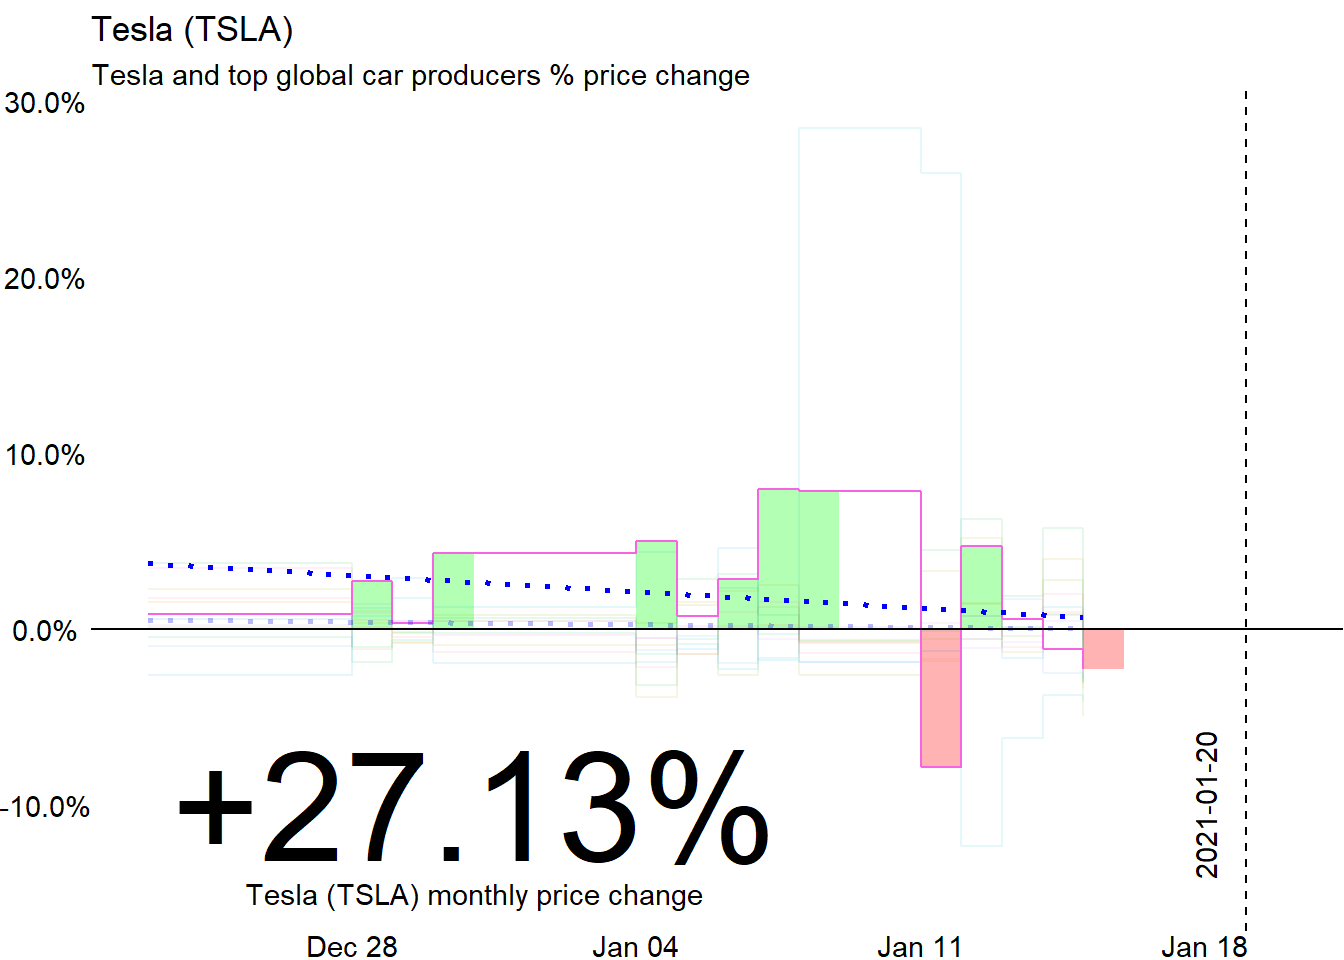 Tesla (TSLA)
Tesla and top global car producers % price change
30.0%
20.0%
10.0%
0.0%
-10.0%
+27.13%
Tesla (TSLA) monthly price change
2021-01-20
Dec 28
Jan 04
Jan 11
Jan 18